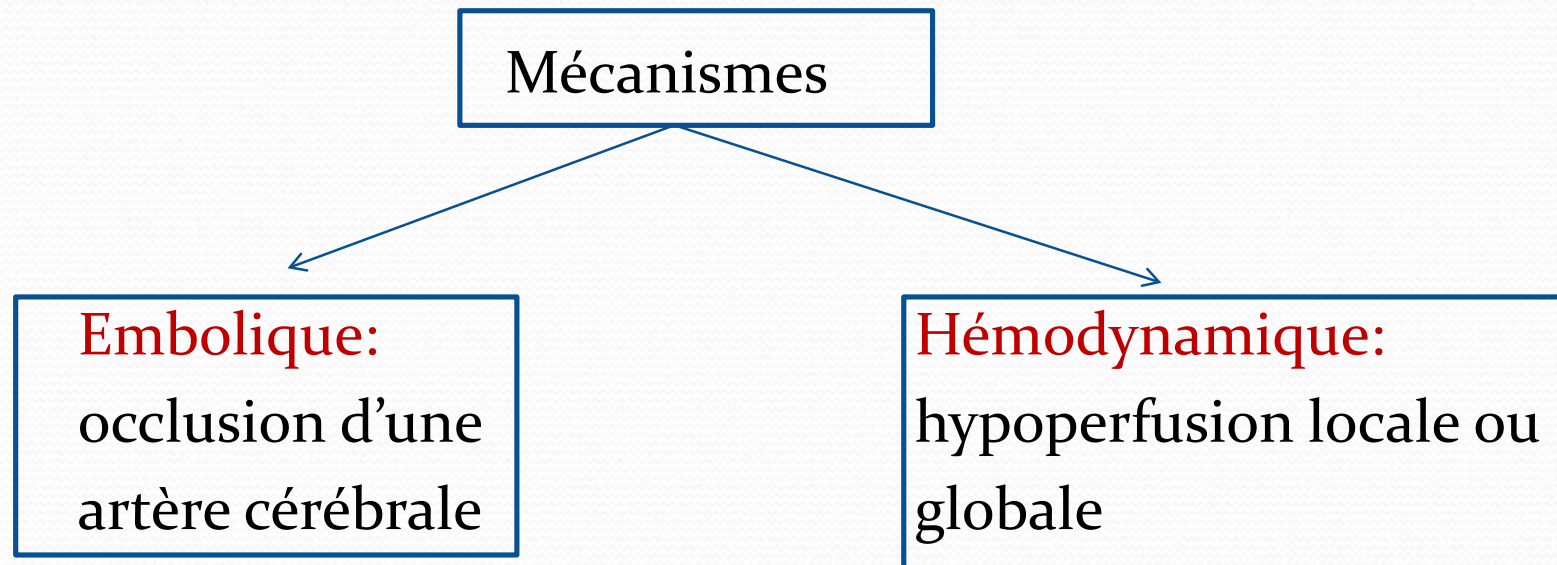 Mécanismes
Embolique:
occlusion d’une
artère cérébrale
Hémodynamique:
hypoperfusion locale ou
globale